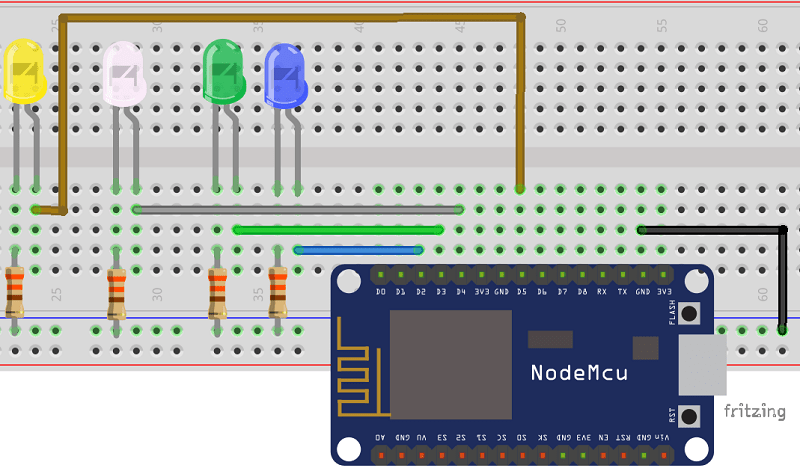 25 30 35 40 45 50 55 60
25 30 35 60
D0 D1 D2 D3 D4 3V3 GND D5 D6 D7 D8 RX TX GND 3V3
FLASH
NodeMcu
fritzing
RST
A0 GND VU S3 S2 S1 SC S0 SK GND 3V3 EN RST GND Vin